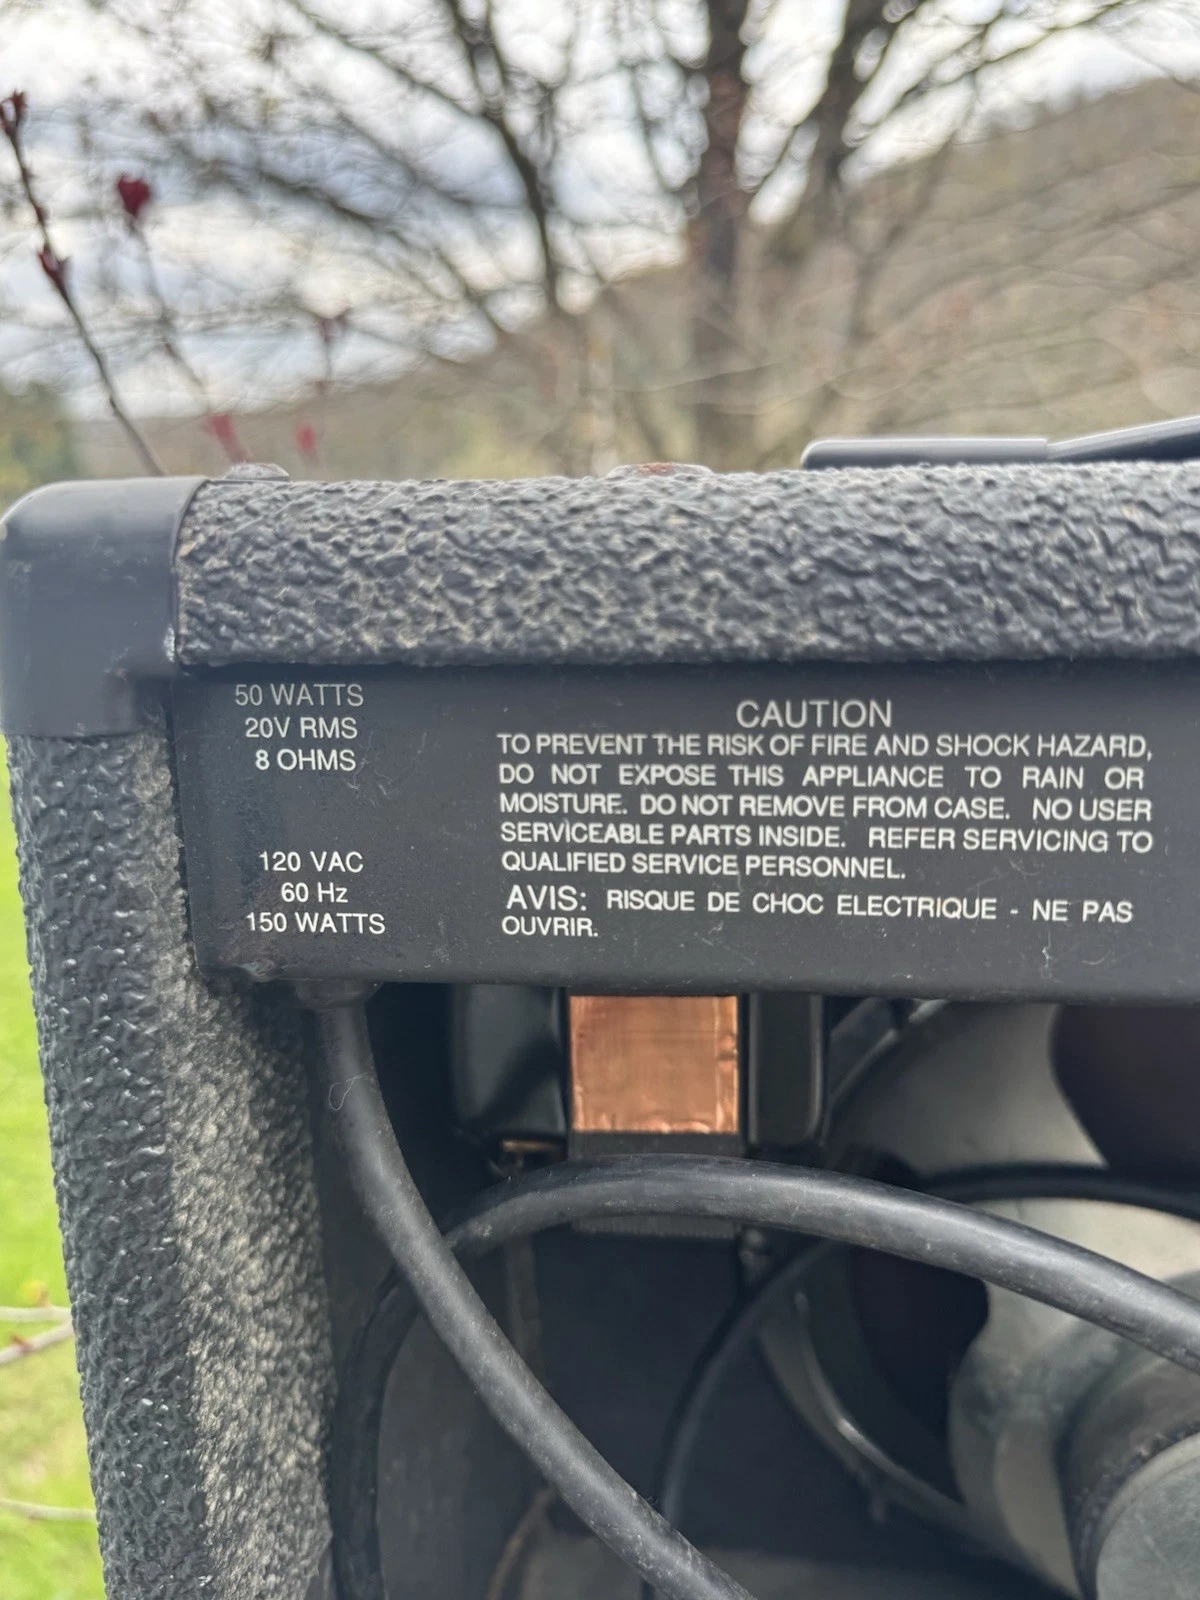 50 WATTS
20V RMS
8 OHMS
120 VAC
60 Hz
150 WATTS
CAUTION
TO PREVENT THE RISK OF FIRE AND SHOCK HAZARD,
DO NOT EXPOSE THIS APPLIANCE TO RAIN OR
MOISTURE. DO NOT REMOVE FROM CASE. NO USER
SERVICEABLE PARTS INSIDE. REFER SERVICING TO
QUALIFIED SERVICE PERSONNEL.
AVIS: RISQUE DE CHOC ELECTRIQUE - NE PAS
OUVRIR.